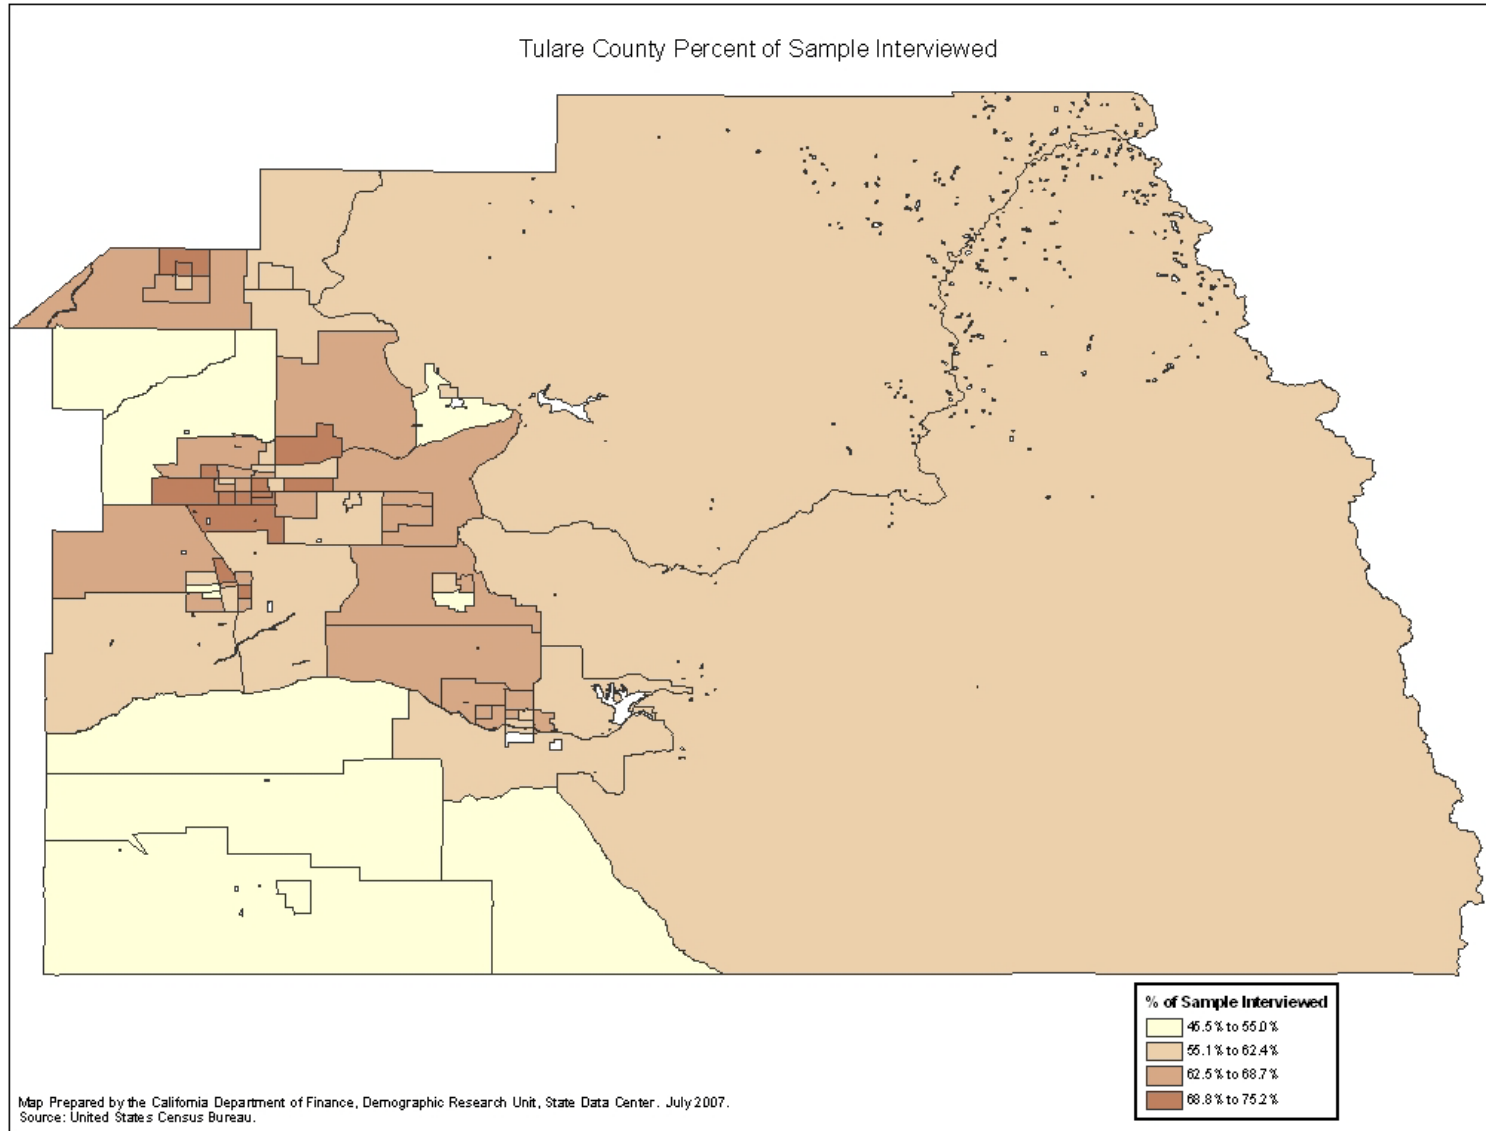 Tulare County Percent of Sample Interviewed
% of Sample Interviewed
45.5% to 55.0%
55.1% to 62.4%
62.5% to 68.7%
68.8% to 75.2%
Map Prepared by the California Department of Finance, Demographic Research Unit, State Data Center. July 2007.
Source: United States Census Bureau.